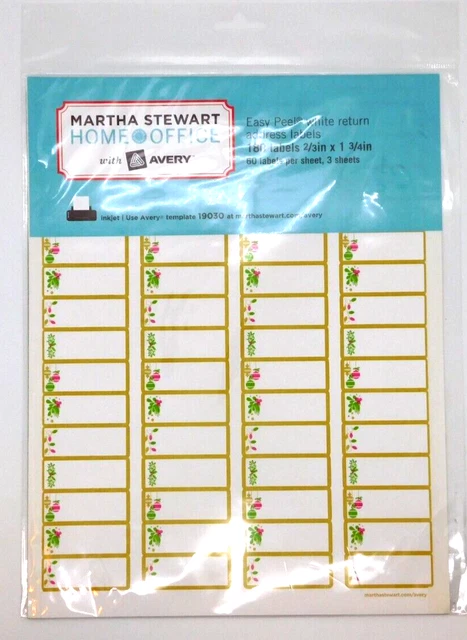 MARTHA STEWART
HOME OFFICE
with AVERY
Easy Peel® white return
address labels
180 labels 2/3in x 1 3/4in
60 labels per sheet, 3 sheets
inkjet | Use Avery® template 19030 at marthastewart.com/avery
marthastewart.com/avery